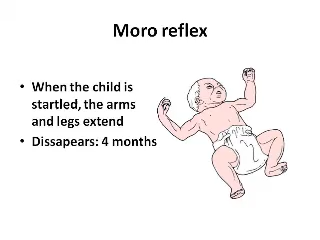 Moro reflex
• When the child is
startled, the arms
and legs extend
• Dissapears: 4 months